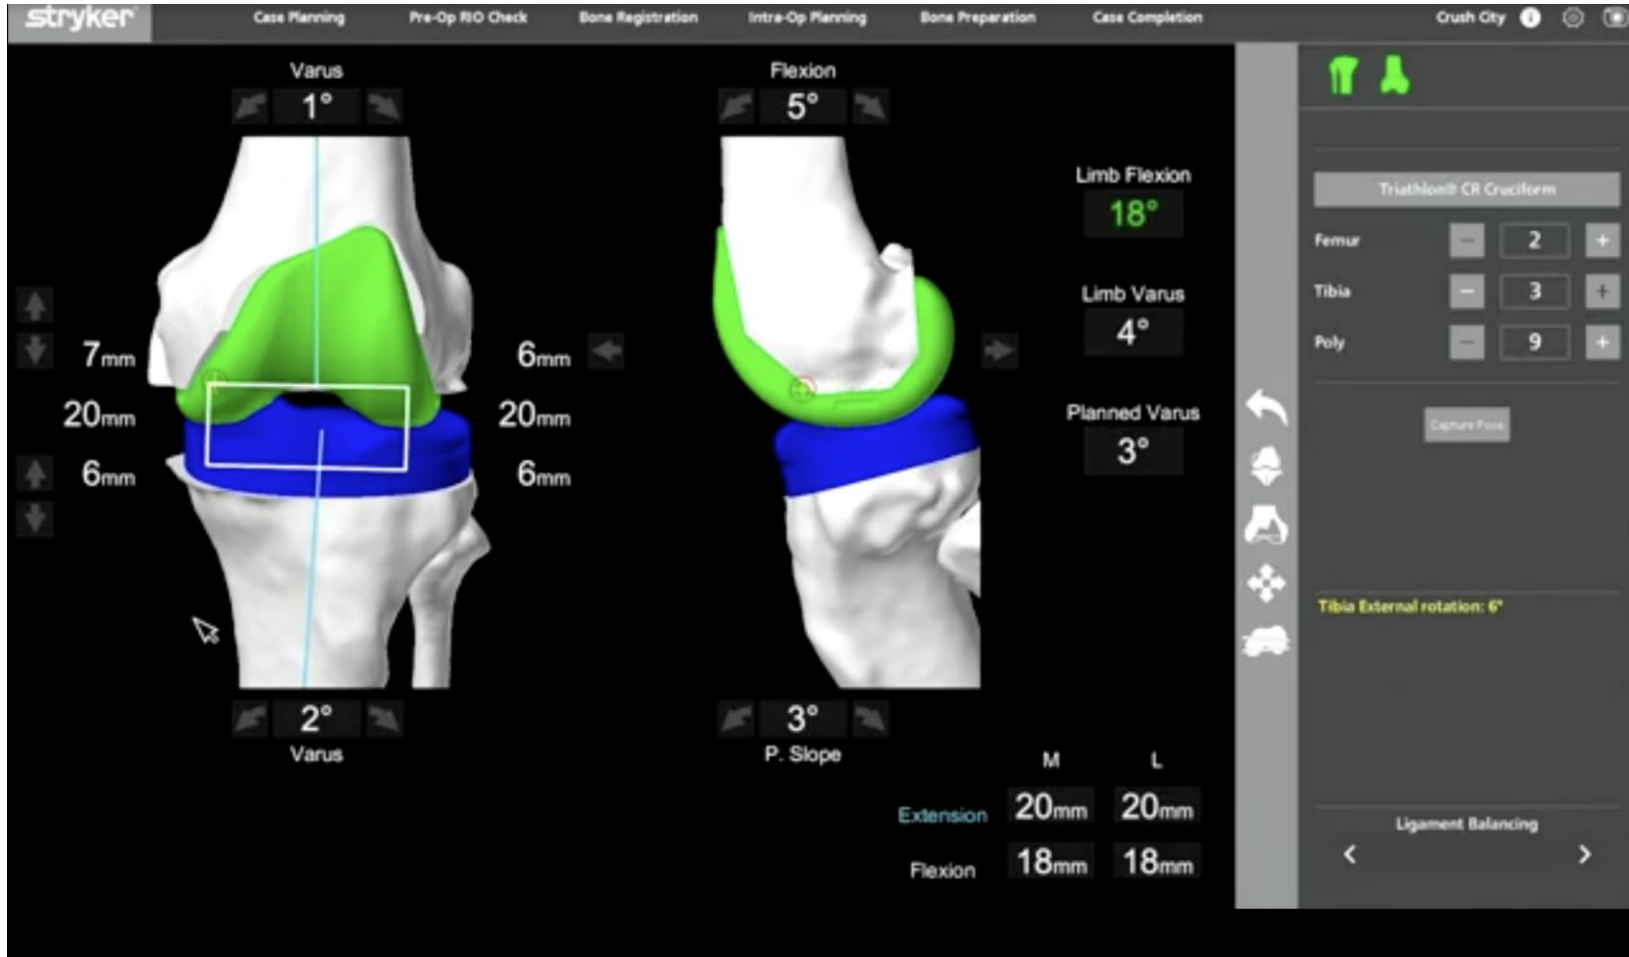 stryker
Case Planning
Pre-Op RIO Check
Bone Registration
Intra-Op Planning
Bone Preparation
Case Completion
Crush City
Varus
1°
Flexion
5°
Limb Flexion
18°
Limb Varus
4°
Planned Varus
3°
7mm
6mm
20mm
20mm
6mm
6mm
2°
Varus
3°
P. Slope
M
L
Extension
20mm
20mm
Flexion
18mm
18mm
Triathlon® CR Cruciform
Femur
−
2
+
Tibia
−
3
+
Poly
−
9
+
Capture Pose
Tibia External rotation: 6°
Ligament Balancing
<
>